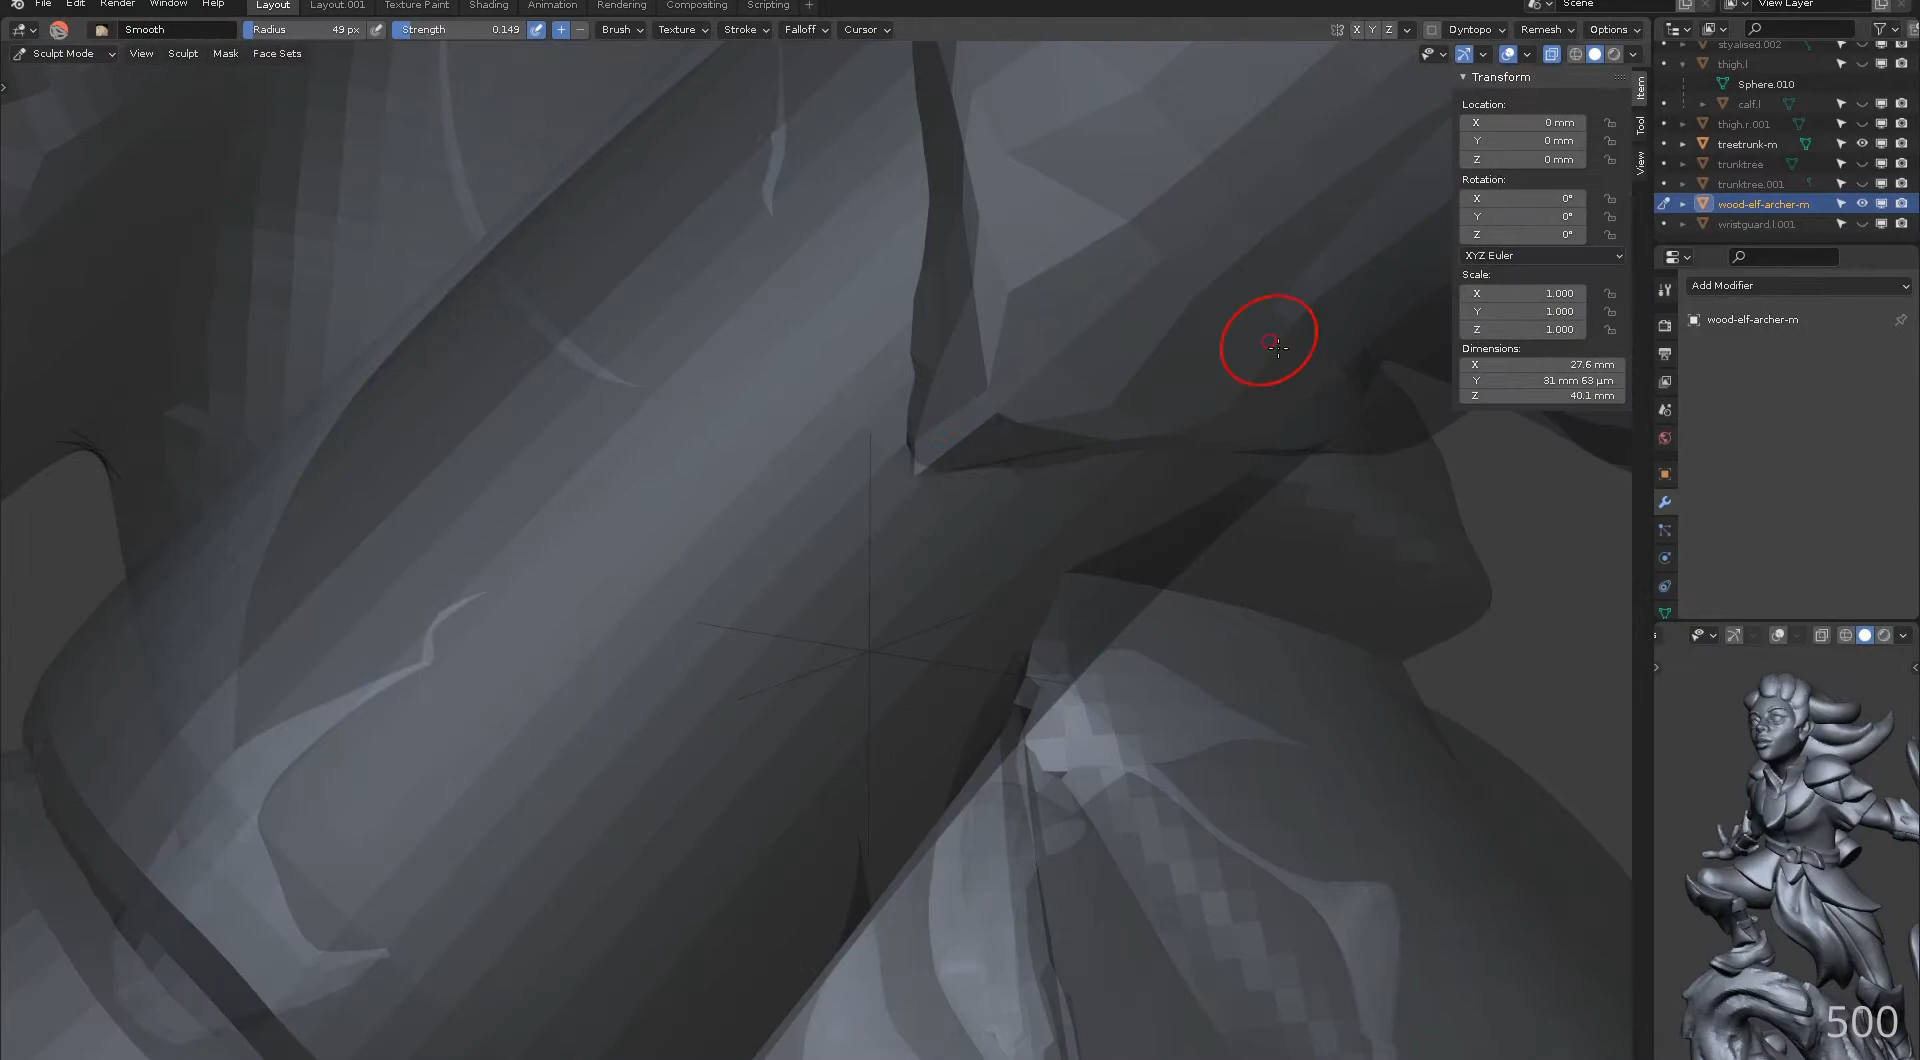 File Edit Render Window Help Layout Layout.001 Texture Paint Shading Animation Rendering Compositing Scripting + Scene View Layer
Smooth Radius 49 px Strength 0.149 + − Brush Texture Stroke Falloff Cursor X Y Z Dyntopo Remesh Options
Sculpt Mode View Sculpt Mask Face Sets
Transform
Location:
X 0 mm
Y 0 mm
Z 0 mm
Rotation:
X 0°
Y 0°
Z 0°
XYZ Euler
Scale:
X 1.000
Y 1.000
Z 1.000
Dimensions:
X 27.6 mm
Y 31 mm 63 µm
Z 40.1 mm
Item
Tool
View
stylalised.002
thigh.l
Sphere.010
calf.l
thigh.r.001
treetrunk-m
trunktree
trunktree.001
wood-elf-archer-m
wristguard.l.001
Add Modifier
wood-elf-archer-m
500